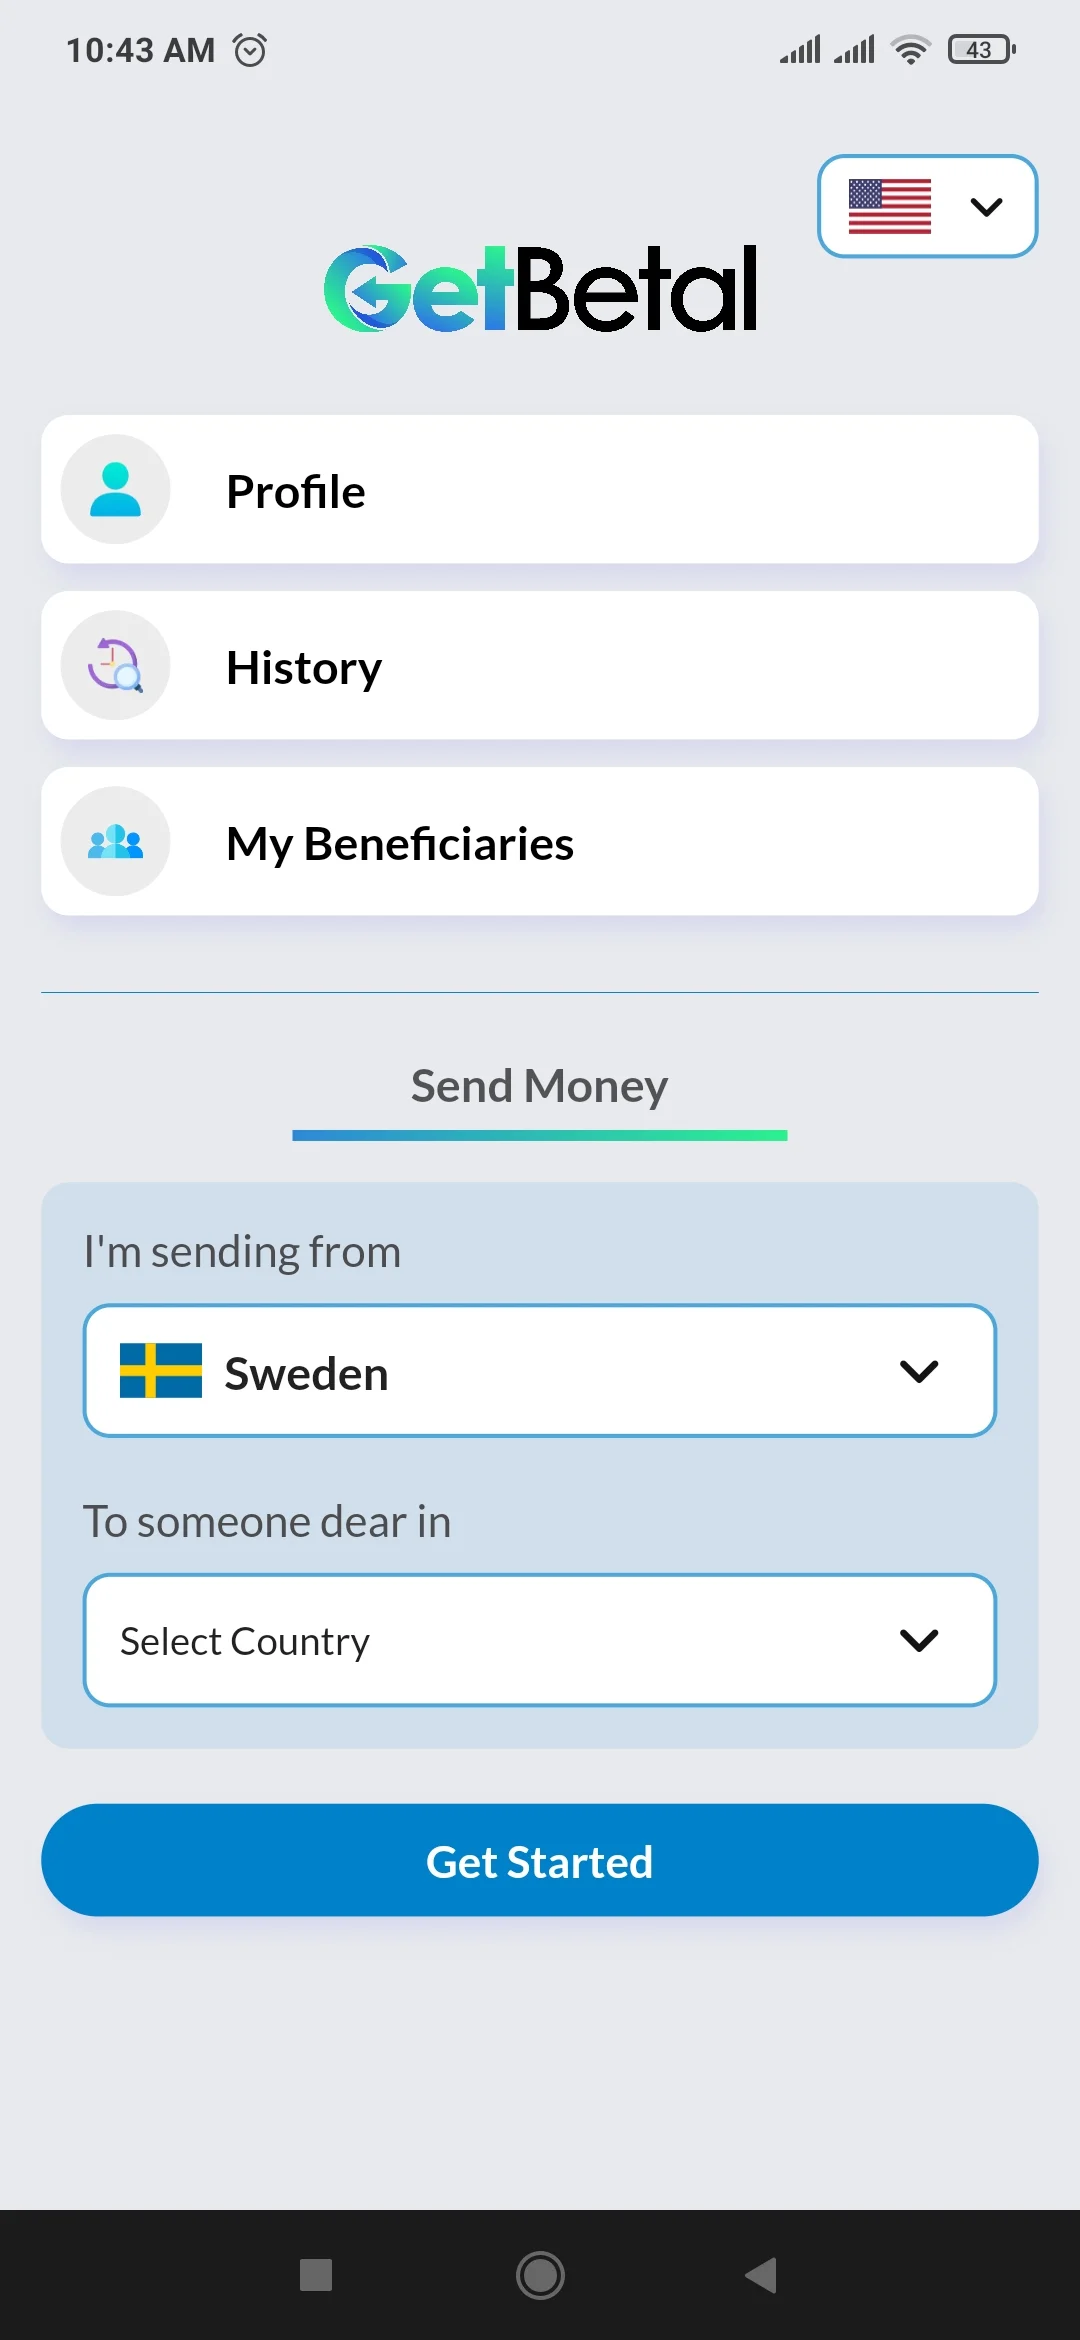 10:43 AM
43
GetBetal
Profile
History
My Beneficiaries
Send Money
I'm sending from
Sweden
To someone dear in
Select Country
Get Started